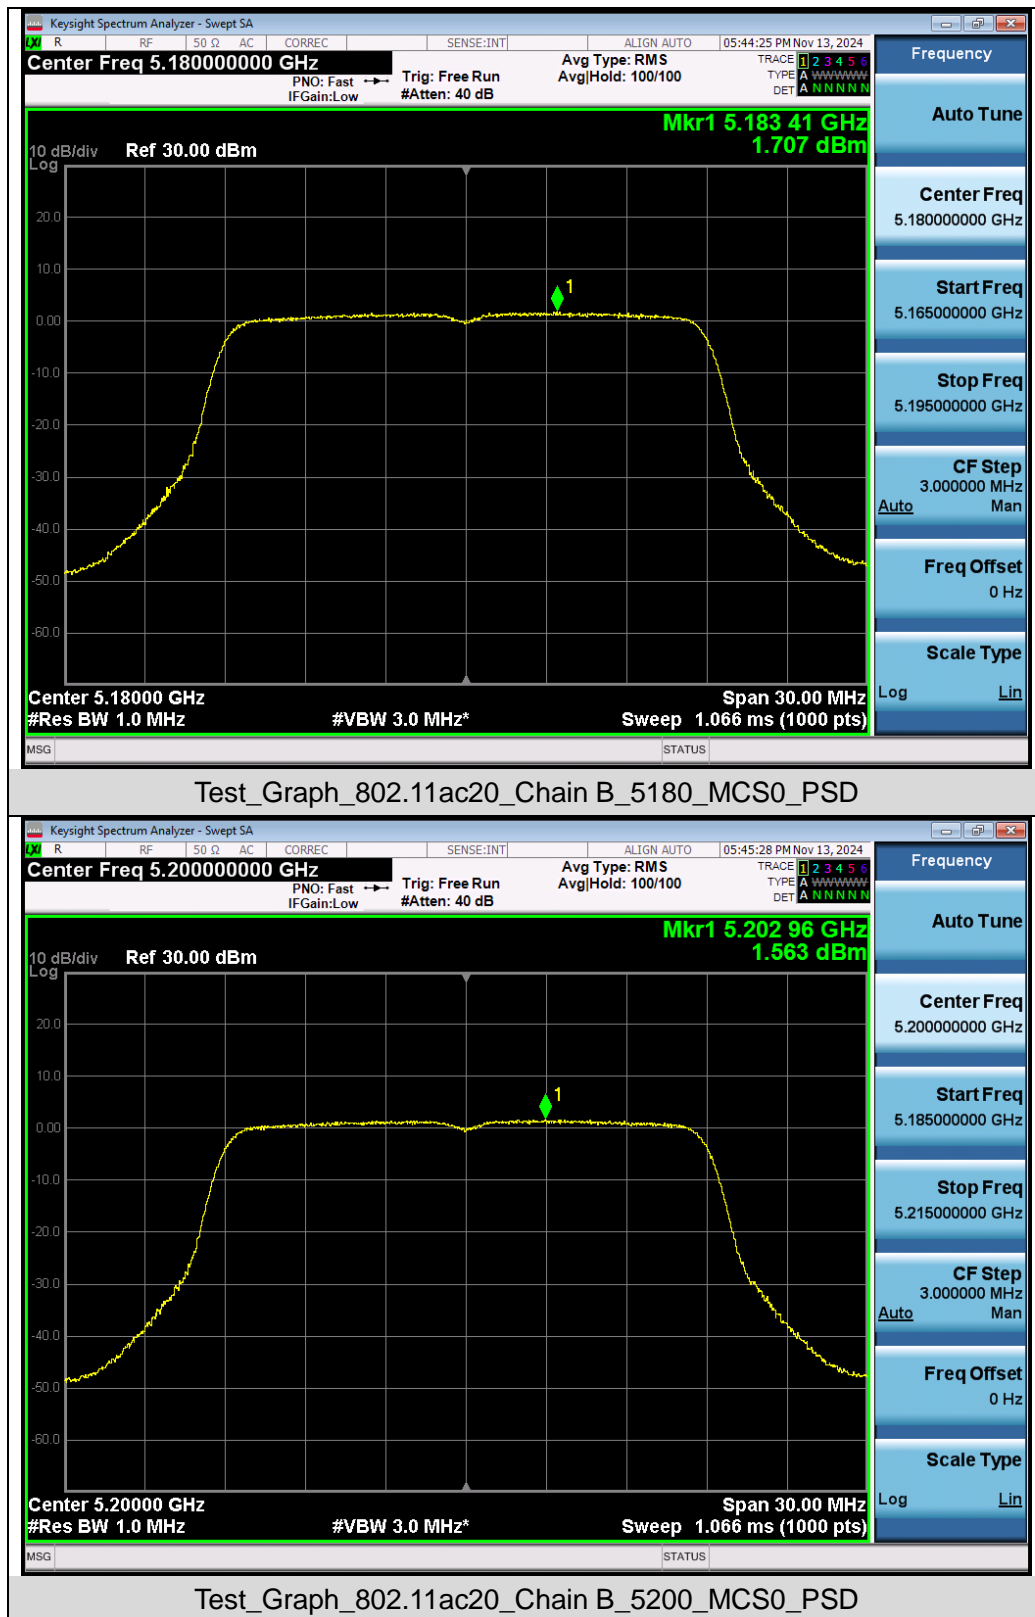 Keysight Spectrum Analyzer - Swept SA
LXI R RF 50 Ω AC CORREC SENSE:INT ALIGN AUTO 05:44:25 PM Nov 13, 2024
Center Freq 5.180000000 GHz
PNO: Fast
IFGain:Low
Trig: Free Run
#Atten: 40 dB
Avg Type: RMS
Avg|Hold: 100/100
TRACE 1 2 3 4 5 6
TYPE A WWWWW
DET A N N N N N
Mkr1 5.183 41 GHz
1.707 dBm
10 dB/div Ref 30.00 dBm
Log
20.0
10.0
0.00
-10.0
-20.0
-30.0
-40.0
-50.0
-60.0
1
Center 5.18000 GHz Span 30.00 MHz
#Res BW 1.0 MHz #VBW 3.0 MHz* Sweep 1.066 ms (1000 pts)
MSG STATUS
Frequency
Auto Tune
Center Freq
5.180000000 GHz
Start Freq
5.165000000 GHz
Stop Freq
5.195000000 GHz
CF Step
3.000000 MHz
Auto Man
Freq Offset
0 Hz
Scale Type
Log Lin
Test_Graph_802.11ac20_Chain B_5180_MCS0_PSD
Keysight Spectrum Analyzer - Swept SA
LXI R RF 50 Ω AC CORREC SENSE:INT ALIGN AUTO 05:45:28 PM Nov 13, 2024
Center Freq 5.200000000 GHz
PNO: Fast
IFGain:Low
Trig: Free Run
#Atten: 40 dB
Avg Type: RMS
Avg|Hold: 100/100
TRACE 1 2 3 4 5 6
TYPE A WWWWW
DET A N N N N N
Mkr1 5.202 96 GHz
1.563 dBm
10 dB/div Ref 30.00 dBm
Log
20.0
10.0
0.00
-10.0
-20.0
-30.0
-40.0
-50.0
-60.0
1
Center 5.20000 GHz Span 30.00 MHz
#Res BW 1.0 MHz #VBW 3.0 MHz* Sweep 1.066 ms (1000 pts)
MSG STATUS
Frequency
Auto Tune
Center Freq
5.200000000 GHz
Start Freq
5.185000000 GHz
Stop Freq
5.215000000 GHz
CF Step
3.000000 MHz
Auto Man
Freq Offset
0 Hz
Scale Type
Log Lin
Test_Graph_802.11ac20_Chain B_5200_MCS0_PSD